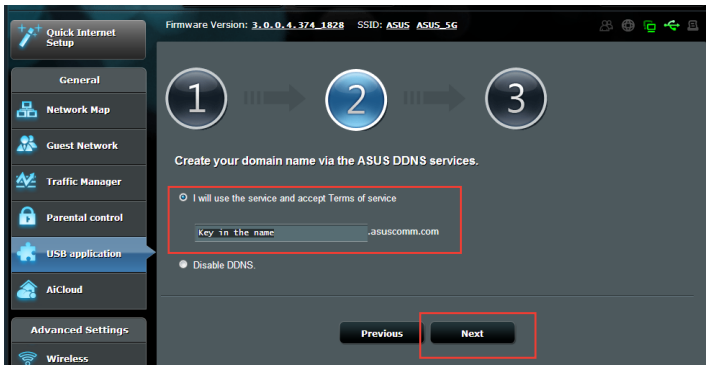 Quick Internet
Setup
Firmware Version: 3.0.0.4.374_1828 SSID: ASUS ASUS_5G
General
Network Map
Guest Network
Traffic Manager
Parental control
USB application
AiCloud
Advanced Settings
Wireless
1
2
3
Create your domain name via the ASUS DDNS services.
I will use the service and accept Terms of service
Key in the name .asuscomm.com
Disable DDNS.
Previous
Next